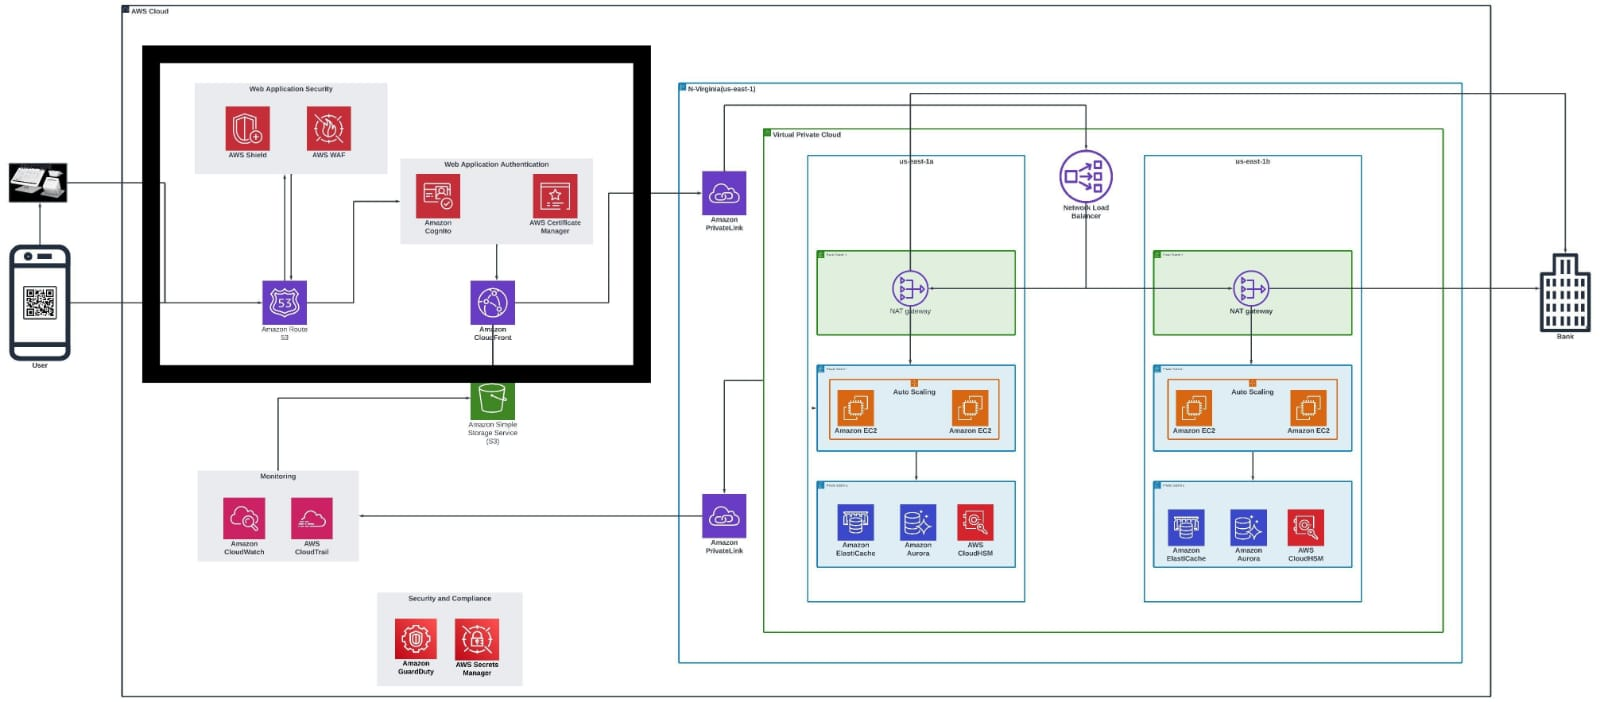 AWS Cloud
Web Application Security
AWS Shield
AWS WAF
Web Application Authentication
Amazon
Cognito
AWS Certificate
Manager
53
Amazon Route
53
Amazon
CloudFront
User
Amazon Simple
Storage Service
(S3)
Monitoring
Amazon
CloudWatch
AWS
CloudTrail
Security and Compliance
Amazon
GuardDuty
AWS Secrets
Manager
Amazon
PrivateLink
Amazon
PrivateLink
N-Virginia(us-east-1)
Virtual Private Cloud
us-east-1a
NAT gateway
Auto Scaling
Amazon EC2
Amazon EC2
Amazon
ElastiCache
Amazon
Aurora
AWS
CloudHSM
Network Load
Balancer
us-east-1b
NAT gateway
Auto Scaling
Amazon EC2
Amazon EC2
Amazon
ElastiCache
Amazon
Aurora
AWS
CloudHSM
Bank